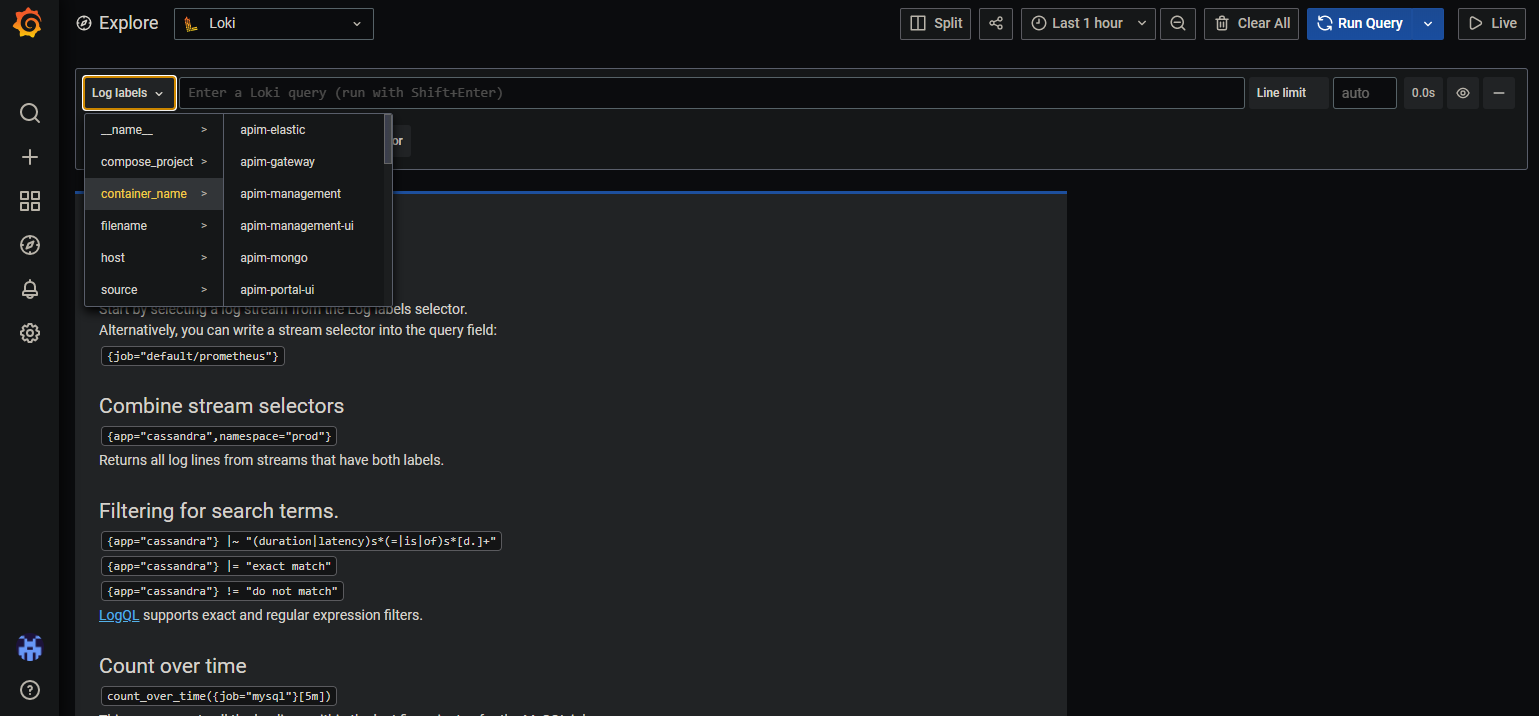 Explore
Loki
Split
Last 1 hour
Clear All
Run Query
Live
Log labels
Enter a Loki query (run with Shift+Enter)
Line limit
auto
0.0s
or
__name__ >
compose_project >
container_name >
filename >
host >
source >
apim-elastic
apim-gateway
apim-management
apim-management-ui
apim-mongo
apim-portal-ui
Start by selecting a log stream from the Log labels selector.
Alternatively, you can write a stream selector into the query field:
{job="default/prometheus"}
Combine stream selectors
{app="cassandra",namespace="prod"}
Returns all log lines from streams that have both labels.
Filtering for search terms.
{app="cassandra"} |~ "(duration|latency)s*(=|is|of)s*[d.]+"
{app="cassandra"} |= "exact match"
{app="cassandra"} != "do not match"
LogQL supports exact and regular expression filters.
Count over time
count_over_time({job="mysql"}[5m])